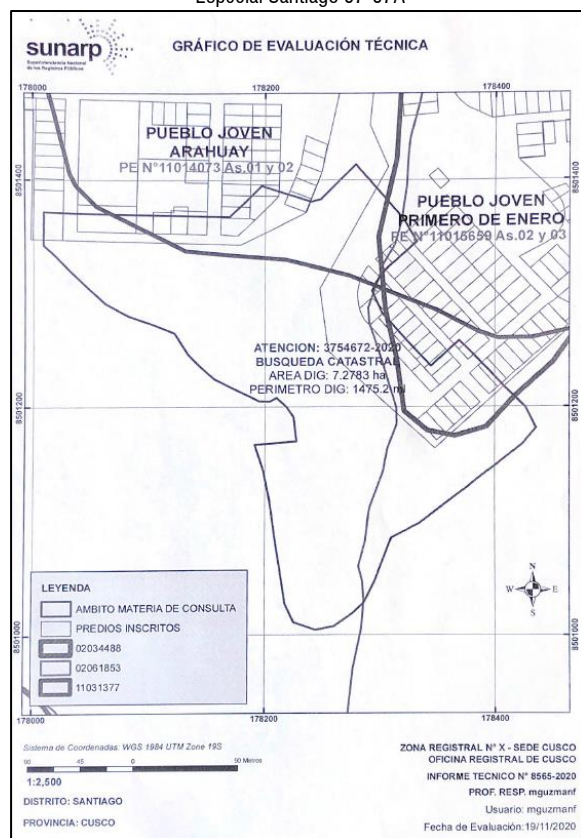 Especial Santiago 07-07A
sunarp
Superintendencia Nacional
de los Registros Públicos
GRÁFICO DE EVALUACIÓN TÉCNICA
178000
178200
178400
8501400
8501400
PUEBLO JOVEN
ARAHUAY
PE N°11014073 As.01 y 02
PUEBLO JOVEN
PRIMERO DE ENERO
PE N°11015659 As.02 y 03
ATENCION: 3754672-2020
BUSQUEDA CATASTRAL
AREA DIG: 7.2783 ha
PERIMETRO DIG: 1475.2 ml
8501200
8501200
LEYENDA
AMBITO MATERIA DE CONSULTA
PREDIOS INSCRITOS
02034488
02061853
11031377
N
W
E
S
8501000
8501000
178000
178200
178400
Sistema de Coordenadas: WGS 1984 UTM Zone 19S
90
45
0
90 Metros
1:2,500
DISTRITO: SANTIAGO
PROVINCIA: CUSCO
ZONA REGISTRAL N° X - SEDE CUSCO
OFICINA REGISTRAL DE CUSCO
INFORME TECNICO N° 8565-2020
PROF. RESP. mguzmanf
Usuario: mguzmanf
Fecha de Evaluación:19/11/2020